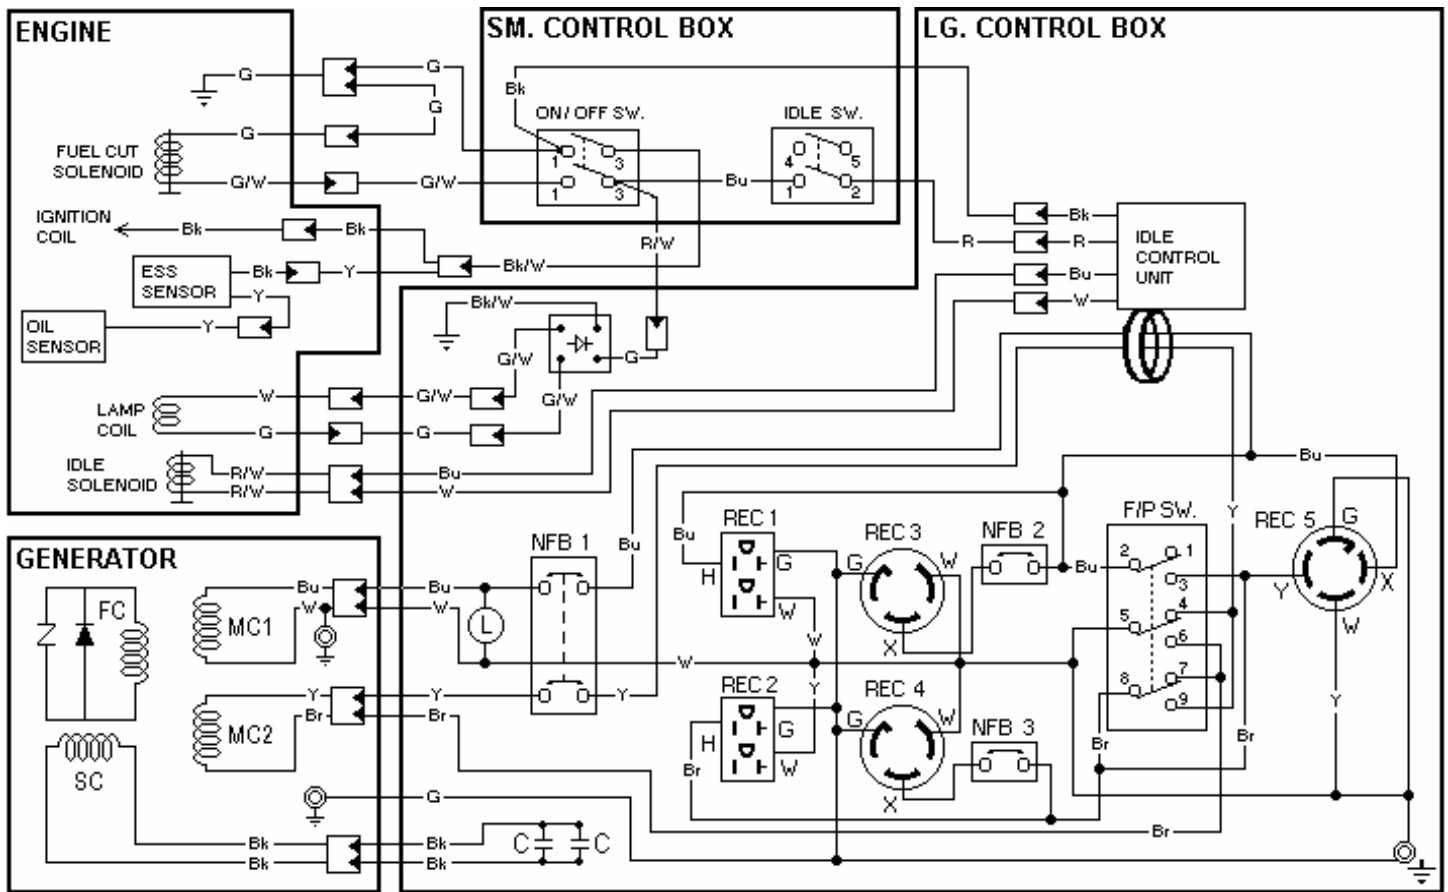 ENGINE
SM. CONTROL BOX
LG. CONTROL BOX
G
G
Bk
G
ON/OFF SW.
IDLE SW.
G
FUEL CUT
SOLENOID
1
3
4
5
G/W
G/W
1
3
Bu
1
2
IGNITION
COIL
Bk
Bk
R/W
Bk
R
R
IDLE
CONTROL
UNIT
Bk/W
ESS
SENSOR
Bk
Y
Bu
Y
W
Bk/W
OIL
SENSOR
Y
G/W
G
W
G/W
G/W
LAMP
COIL
G
G
IDLE
SOLENOID
R/W
Bu
R/W
W
Bu
F/P SW.
Y
REC 5
G
REC 1
REC 3
NFB 2
GENERATOR
NFB 1
Bu
Bu
G
G
W
Bu
2
1
H
3
Y
X
FC
MC1
Bu
Bu
W
W
L
W
4
5
6
W
W
X
W
7
8
9
REC 2
Y
REC 4
MC2
Y
Y
Y
Y
Br
Br
G
G
W
NFB 3
H
W
Br
Br
Br
SC
X
G
Br
Bk
Bk
C
C
Bk
Bk